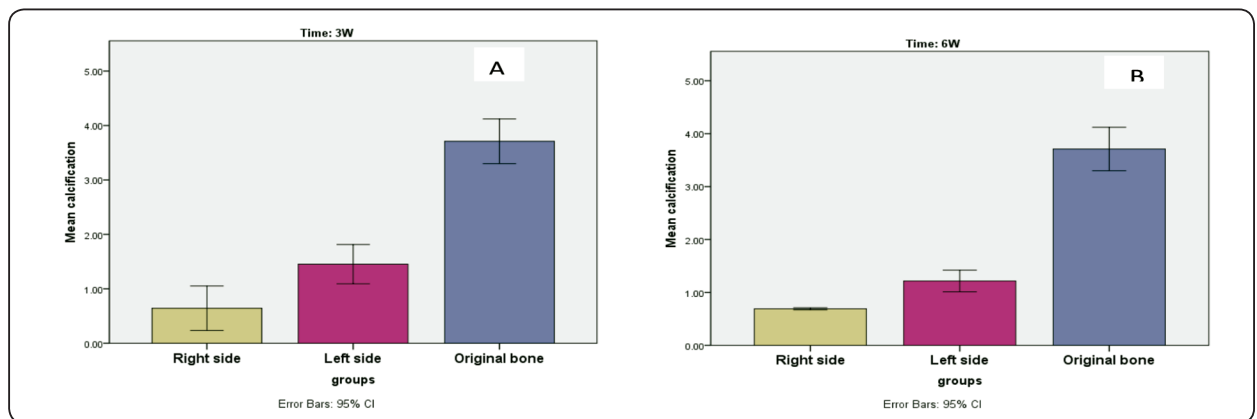 Time: 3W
A
Mean calcification
5.00
4.00
3.00
2.00
1.00
0.00
Right side Left side Original bone
groups
Error Bars: 95% CI
Time: 6W
B
Mean calcification
5.00
4.00
3.00
2.00
1.00
0.00
Right side Left side Original bone
groups
Error Bars: 95% CI